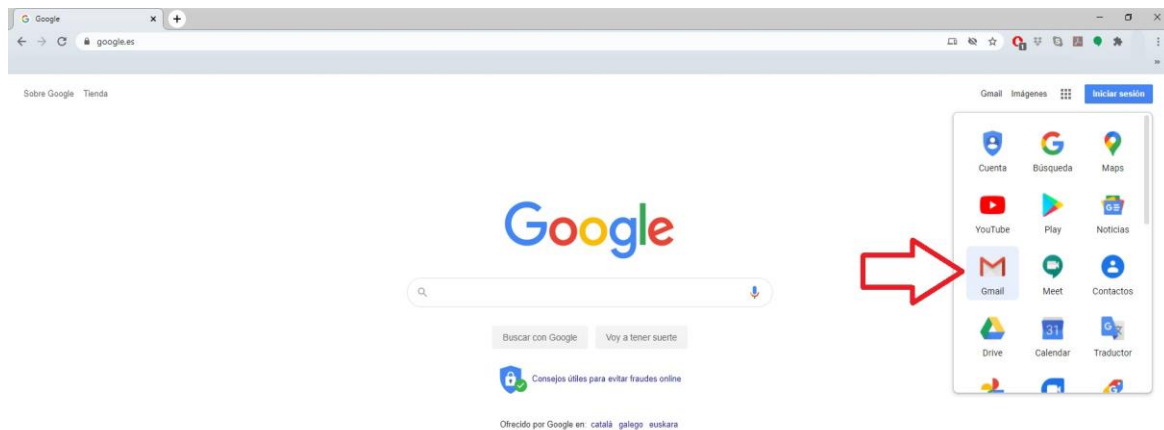 Google
google.es
1
Sobre Google Tienda
Gmail Imágenes Iniciar sesión
Cuenta Búsqueda Maps
YouTube Play Noticias
Gmail Meet Contactos
31
Drive Calendar Traductor
Google
Buscar con Google Voy a tener suerte
Consejos útiles para evitar fraudes online
Ofrecido por Google en: català galego euskara